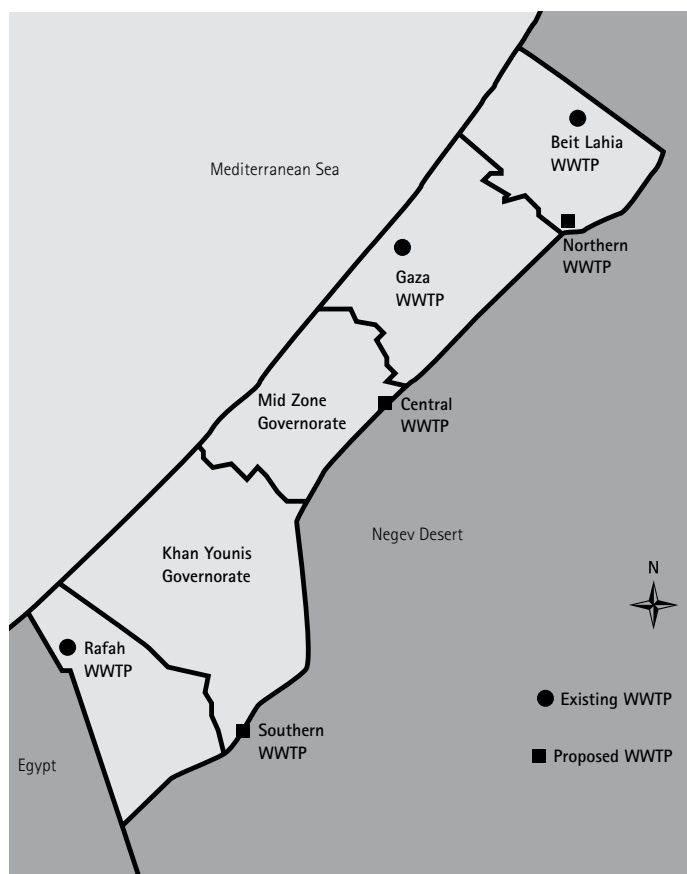 Beit Lahia
WWTP
Mediterranean Sea
Northern
WWTP
Gaza
WWTP
Mid Zone
Governorate
Central
WWTP
Negev Desert
Khan Younis
Governorate
N
Rafah
WWTP
Existing WWTP
Southern
WWTP
Proposed WWTP
Egypt